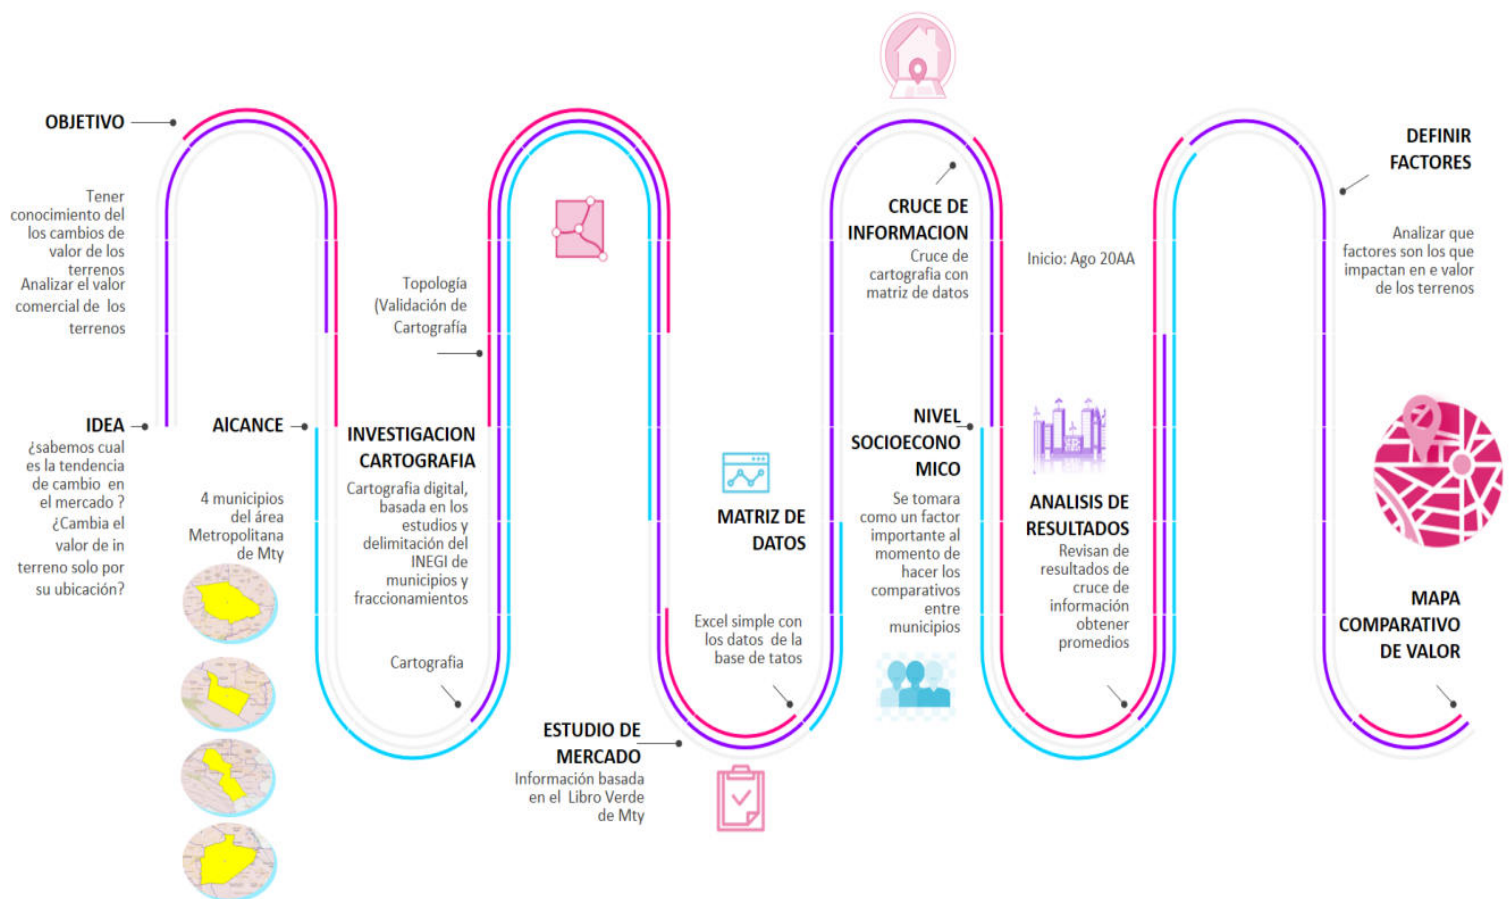 OBJETIVO
Tener
conocimiento del
los cambios de
valor de los
terrenos
Analizar el valor
comercial de los
terrenos
IDEA
¿sabemos cual
es la tendencia
de cambio en
el mercado ?
¿Cambia el
valor de in
terreno solo por
su ubicación?
AlCANCE
4 municipios
del área
Metropolitana
de Mty
INVESTIGACION
CARTOGRAFIA
Cartografia digital,
basada en los
estudios y
delimitación del
INEGI de
municipios y
fraccionamientos
Topología
(Validación de
Cartografía
Cartografia
ESTUDIO DE
MERCADO
Información basada
en el Libro Verde
de Mty
MATRIZ DE
DATOS
Excel simple con
los datos de la
base de tatos
CRUCE DE
INFORMACION
Cruce de
cartografia con
matriz de datos
NIVEL
SOCIOECONO
MICO
Se tomara
como un factor
importante al
momento de
hacer los
comparativos
entre
municipios
Inicio: Ago 20AA
ANALISIS DE
RESULTADOS
Revisan de
resultados de
cruce de
información
obtener
promedios
DEFINIR
FACTORES
Analizar que
factores son los que
impactan en e valor
de los terrenos
MAPA
COMPARATIVO
DE VALOR